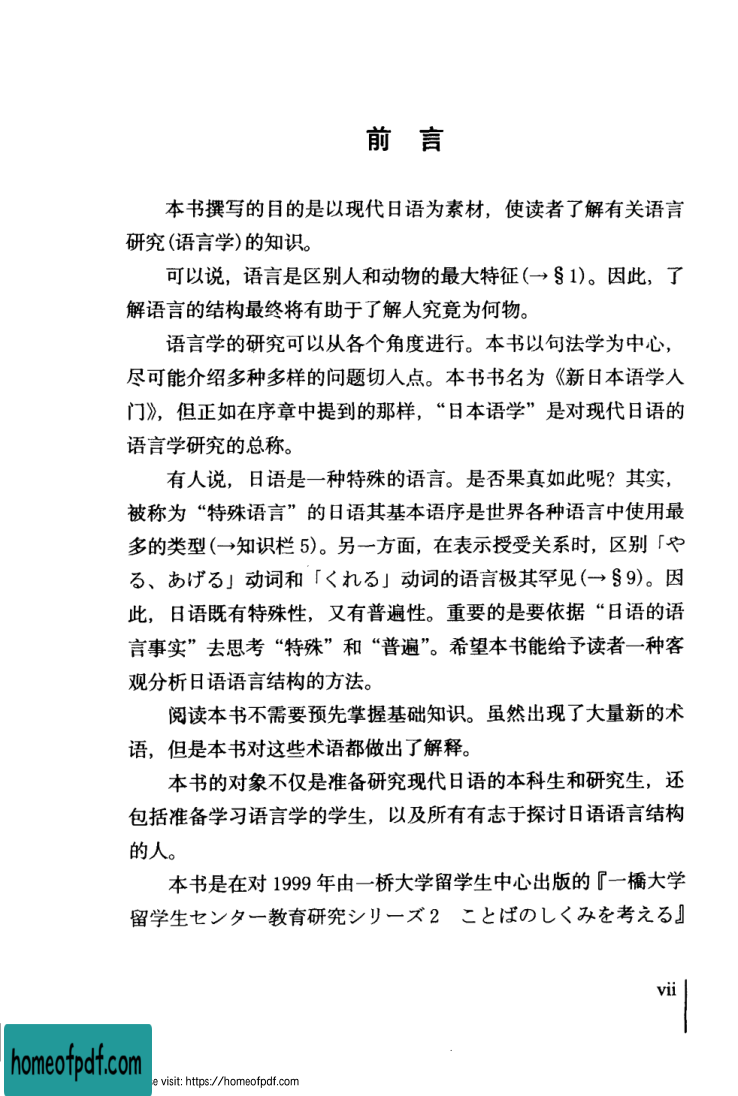 前　言
本书撰写的目的是以现代日语为素材，使读者了解有关语言
研究(语言学)的知识。
可以说，语言是区别人和动物的最大特征(→§1)。因此，了
解语言的结构最终将有助于了解人究竟为何物。
语言学的研究可以从各个角度进行。本书以句法学为中心，
尽可能介绍多种多样的问题切入点。本书书名为《新日本语学入
门》，但正如在序章中提到的那样，“日本语学”是对现代日语的
语言学研究的总称。
有人说，日语是一种特殊的语言。是否果真如此呢？其实，
被称为“特殊语言”的日语其基本语序是世界各种语言中使用最
多的类型(→知识栏5)。另一方面，在表示授受关系时，区别「や
る、あげる」动词和「くれる」动词的语言极其罕见(→§9)。因
此，日语既有特殊性，又有普遍性。重要的是要依据“日语的语
言事实”去思考“特殊”和“普遍”。希望本书能给予读者一种客
观分析日语语言结构的方法。
阅读本书不需要预先掌握基础知识。虽然出现了大量新的术
语，但是本书对这些术语都做出了解释。
本书的对象不仅是准备研究现代日语的本科生和研究生，还
包括准备学习语言学的学生，以及所有有志于探讨日语语言结构
的人。
本书是在对1999年由一桥大学留学生中心出版的『一橋大学
留学生センター教育研究シリーズ2　ことばのしくみを考える』
vii
homeofpdf.com
e visit: https://homeofpdf.com